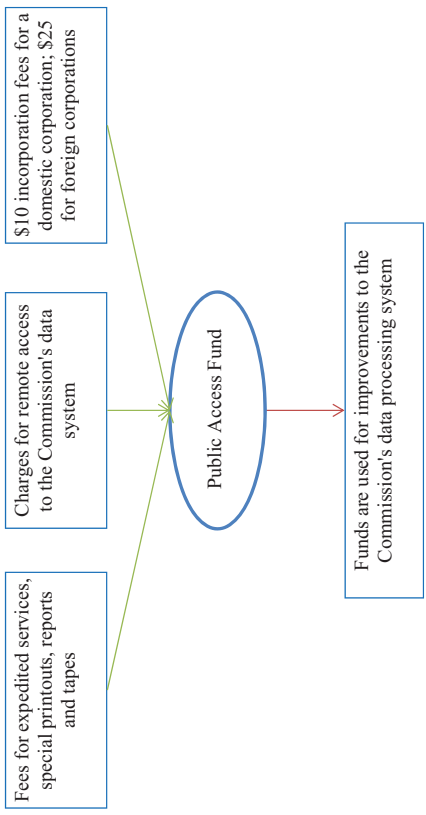 Fees for expedited services,
special printouts, reports
and tapes
Charges for remote access
to the Commission's data
system
$10 incorporation fees for a
domestic corporation; $25
for foreign corporations
Public Access Fund
Funds are used for improvements to the
Commission's data processing system